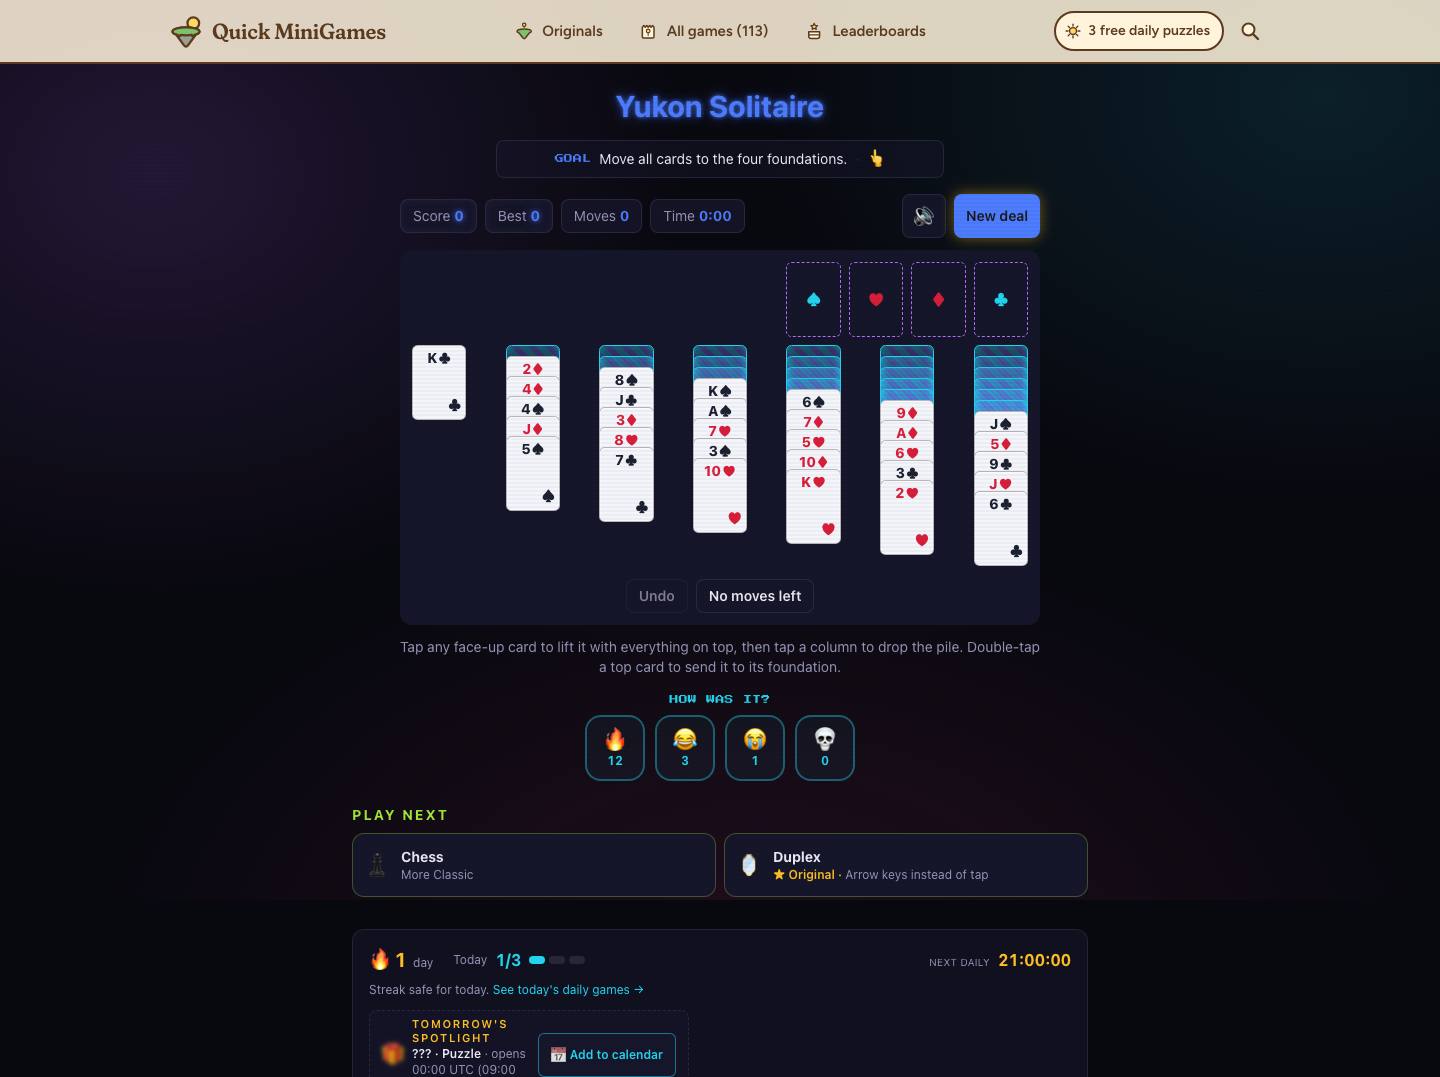 Quick MiniGames
Originals
All games (113)
Leaderboards
3 free daily puzzles
Yukon Solitaire
GOAL Move all cards to the four foundations.
Score 0
Best 0
Moves 0
Time 0:00
New deal
♠ ♥ ♦ ♣
K♣
♣
2♦
4♦
4♠
J♦
5♠
♠
8♠
J♣
3♦
8♥
7♣
♣
K♠
A♠
7♥
3♠
10♥
♥
6♠
7♦
5♥
10♦
K♥
♥
9♦
A♦
6♥
3♣
2♥
♥
J♠
5♦
9♣
J♥
6♣
♣
Undo
No moves left
Tap any face-up card to lift it with everything on top, then tap a column to drop the pile. Double-tap
a top card to send it to its foundation.
HOW WAS IT?
12
3
1
0
PLAY NEXT
Chess
More Classic
Duplex
★ Original · Arrow keys instead of tap
1 day
Today 1/3
NEXT DAILY 21:00:00
Streak safe for today. See today's daily games →
TOMORROW'S
SPOTLIGHT
??? · Puzzle · opens
00:00 UTC (09:00
Add to calendar